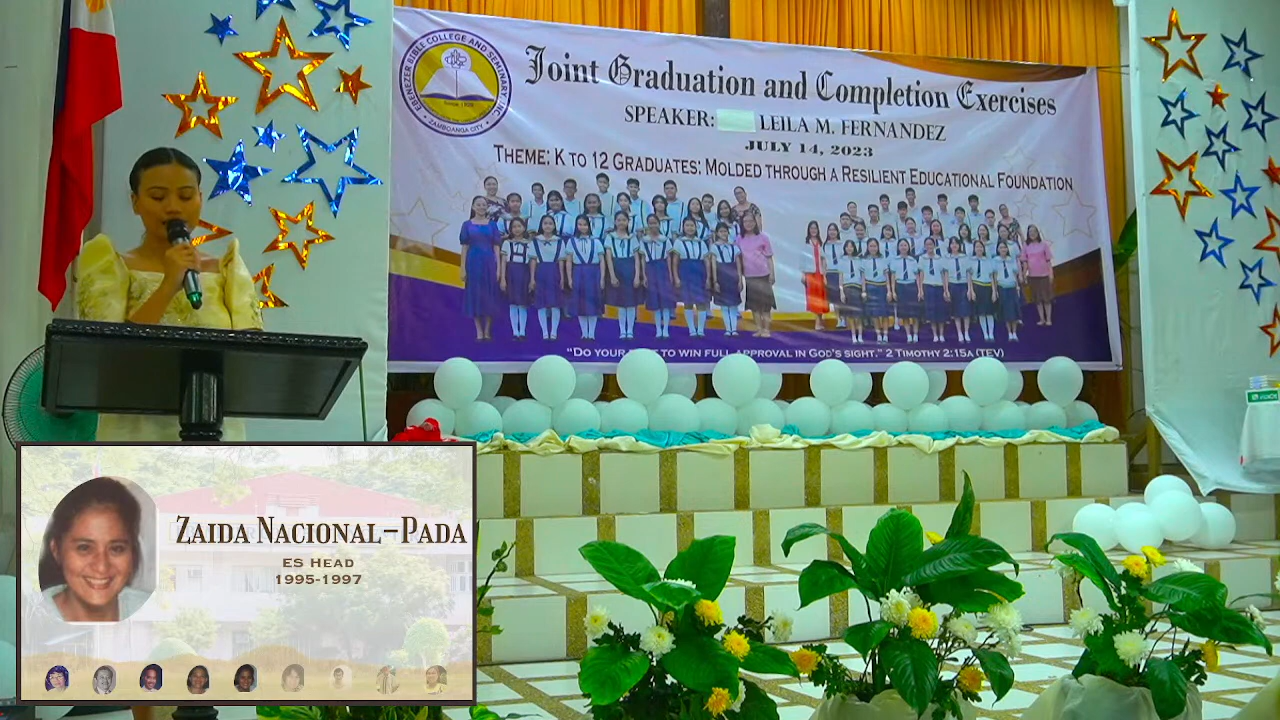 EBENEZER BIBLE COLLEGE AND SEMINARY, INC.
Since 1928
ZAMBOANGA CITY
Joint Graduation and Completion Exercises
SPEAKER: LEILA M. FERNANDEZ
JULY 14, 2023
THEME: K TO 12 GRADUATES: MOLDED THROUGH A RESILIENT EDUCATIONAL FOUNDATION
"DO YOUR TO WIN FULL APPROVAL IN GOD'S SIGHT." 2 TIMOTHY 2:15A (TEV)
ZAIDA NACIONAL-PADA
ES HEAD
1995-1997